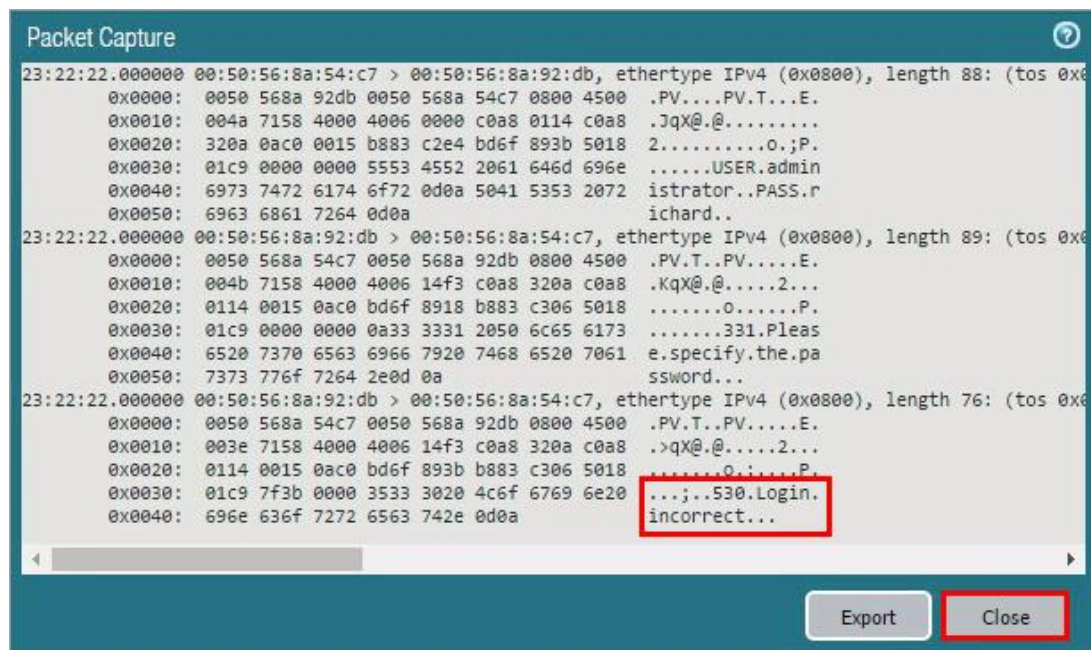 Packet Capture
23:22:22.000000 00:50:56:8a:54:c7 > 00:50:56:8a:92:db, ethertype IPv4 (0x0800), length 88: (tos 0x0
0x0000: 0050 568a 92db 0050 568a 54c7 0800 4500 .PV....PV.T...E.
0x0010: 004a 7158 4000 4006 0000 c0a8 0114 c0a8 .JqX@.@.........
0x0020: 320a 0ac0 0015 b883 c2e4 bd6f 893b 5018 2..........o.;P.
0x0030: 01c9 0000 0000 5553 4552 2061 646d 696e ......USER.admin
0x0040: 6973 7472 6174 6f72 0d0a 5041 5353 2072 istrator..PASS.r
0x0050: 6963 6861 7264 0d0a ichard..
23:22:22.000000 00:50:56:8a:92:db > 00:50:56:8a:54:c7, ethertype IPv4 (0x0800), length 89: (tos 0x0
0x0000: 0050 568a 54c7 0050 568a 92db 0800 4500 .PV.T..PV.....E.
0x0010: 004b 7158 4000 4006 14f3 c0a8 320a c0a8 .KqX@.@.....2...
0x0020: 0114 0015 0ac0 bd6f 8918 b883 c306 5018 .......o......P.
0x0030: 01c9 0000 0000 0a33 3331 2050 6c65 6173 .......331.Pleas
0x0040: 6520 7370 6563 6966 7920 7468 6520 7061 e.specify.the.pa
0x0050: 7373 776f 7264 2e0d 0a ssword...
23:22:22.000000 00:50:56:8a:92:db > 00:50:56:8a:54:c7, ethertype IPv4 (0x0800), length 76: (tos 0x0
0x0000: 0050 568a 54c7 0050 568a 92db 0800 4500 .PV.T..PV.....E.
0x0010: 003e 7158 4000 4006 14f3 c0a8 320a c0a8 .>qX@.@.....2...
0x0020: 0114 0015 0ac0 bd6f 893b b883 c306 5018 .......o.;....P.
0x0030: 01c9 7f3b 0000 3533 3020 4c6f 6769 6e20 ...;..530.Login.
0x0040: 696e 636f 7272 6563 742e 0d0a incorrect...
Export Close